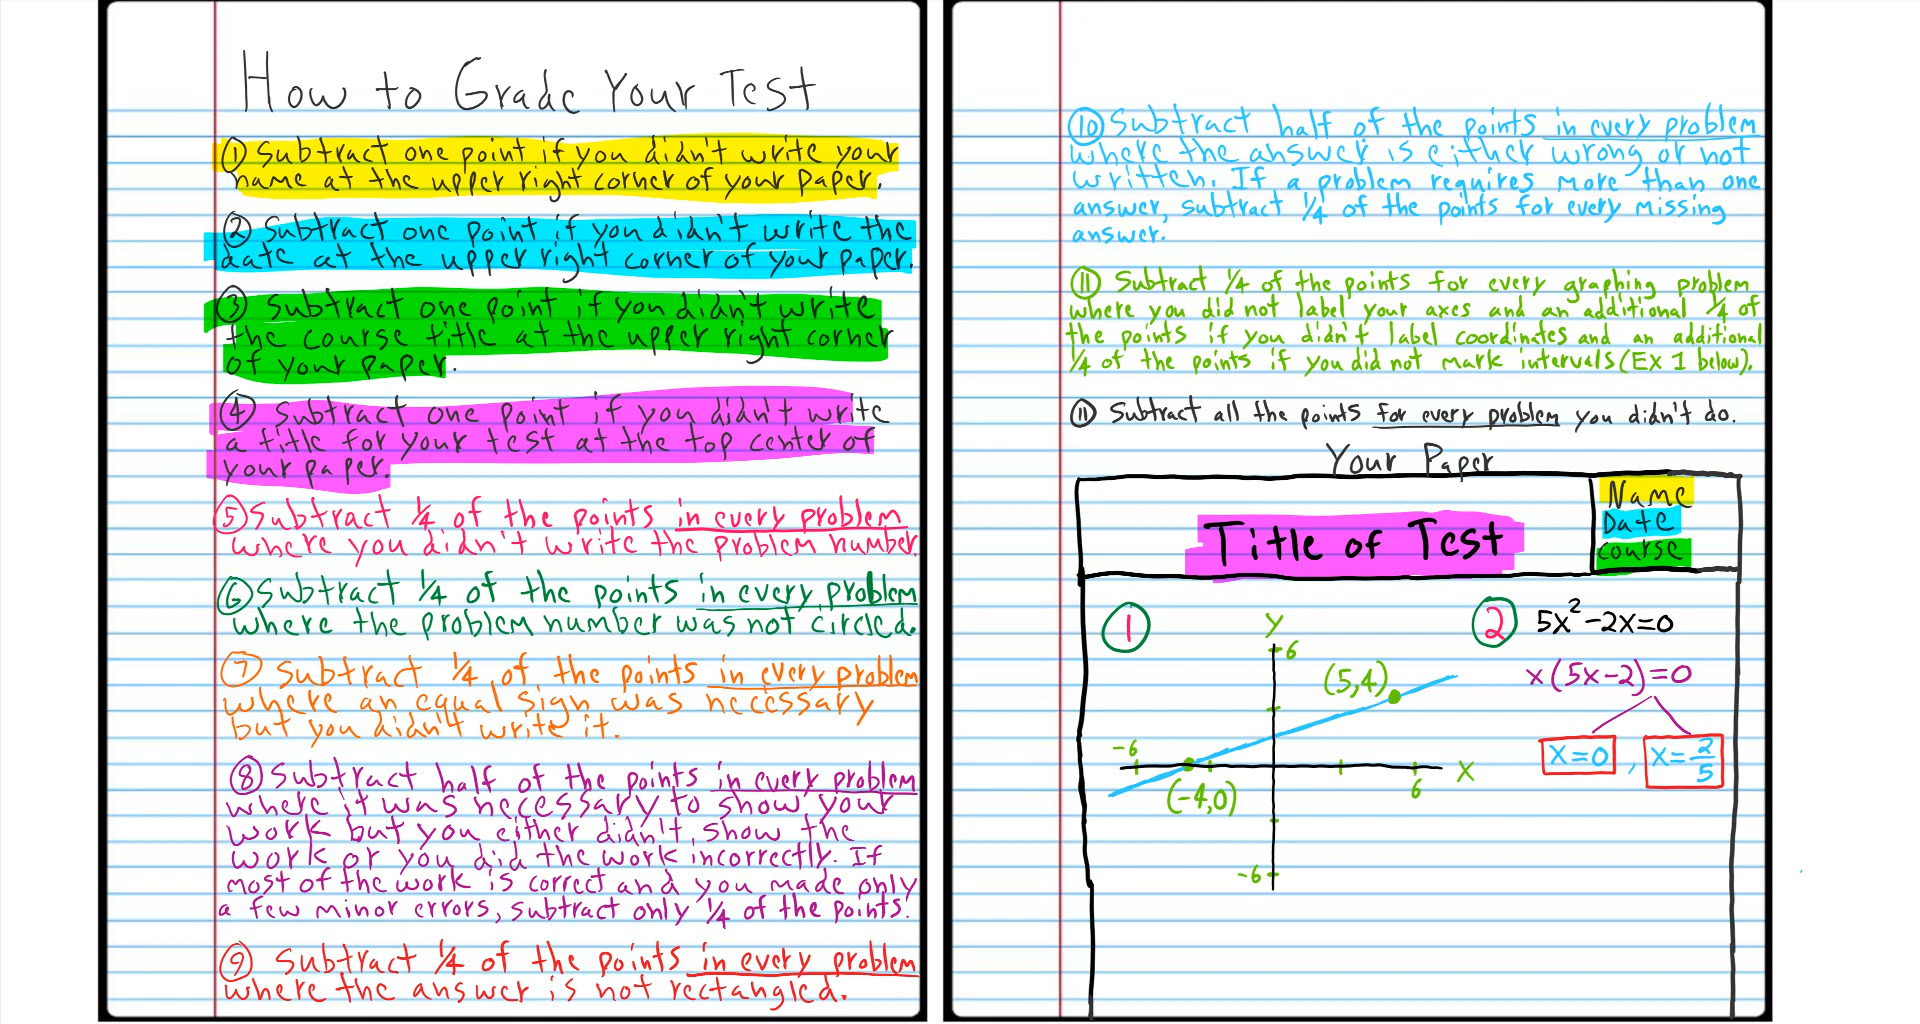 How to Grade Your Test
① Subtract one point if you didn't write your
name at the upper right corner of your paper.
② Subtract one point if you didn't write the
date at the upper right corner of your paper.
③ Subtract one point if you didn't write
the course title at the upper right corner
of your paper.
④ Subtract one point if you didn't write
a title for your test at the top center of
your paper.
⑤ Subtract 1/4 of the points in every problem
where you didn't write the problem number.
⑥ Subtract 1/4 of the points in every problem
where the problem number was not circled.
⑦ Subtract 1/4 of the points in every problem
where an equal sign was necessary
but you didn't write it.
⑧ Subtract half of the points in every problem
where it was necessary to show your
work but you either didn't show the
work or you did the work incorrectly. If
most of the work is correct and you made only
a few minor errors, subtract only 1/4 of the points.
⑨ Subtract 1/4 of the points in every problem
where the answer is not rectangled.
⑩ Subtract half of the points in every problem
where the answer is either wrong or not
written. If a problem requires more than one
answer, subtract 1/4 of the points for every missing
answer.
⑪ Subtract 1/4 of the points for every graphing problem
where you did not label your axes and an additional 1/4 of
the points if you didn't label coordinates and an additional
1/4 of the points if you did not mark intervals (Ex 1 below).
⑪ Subtract all the points for every problem you didn't do.
Your Paper
Name
Date
course
Title of Test
①
y
6
(5,4)
-6
x
(-4,0)
6
-6
② 5x²-2x=0
x(5x-2)=0
x=0, x=2/5